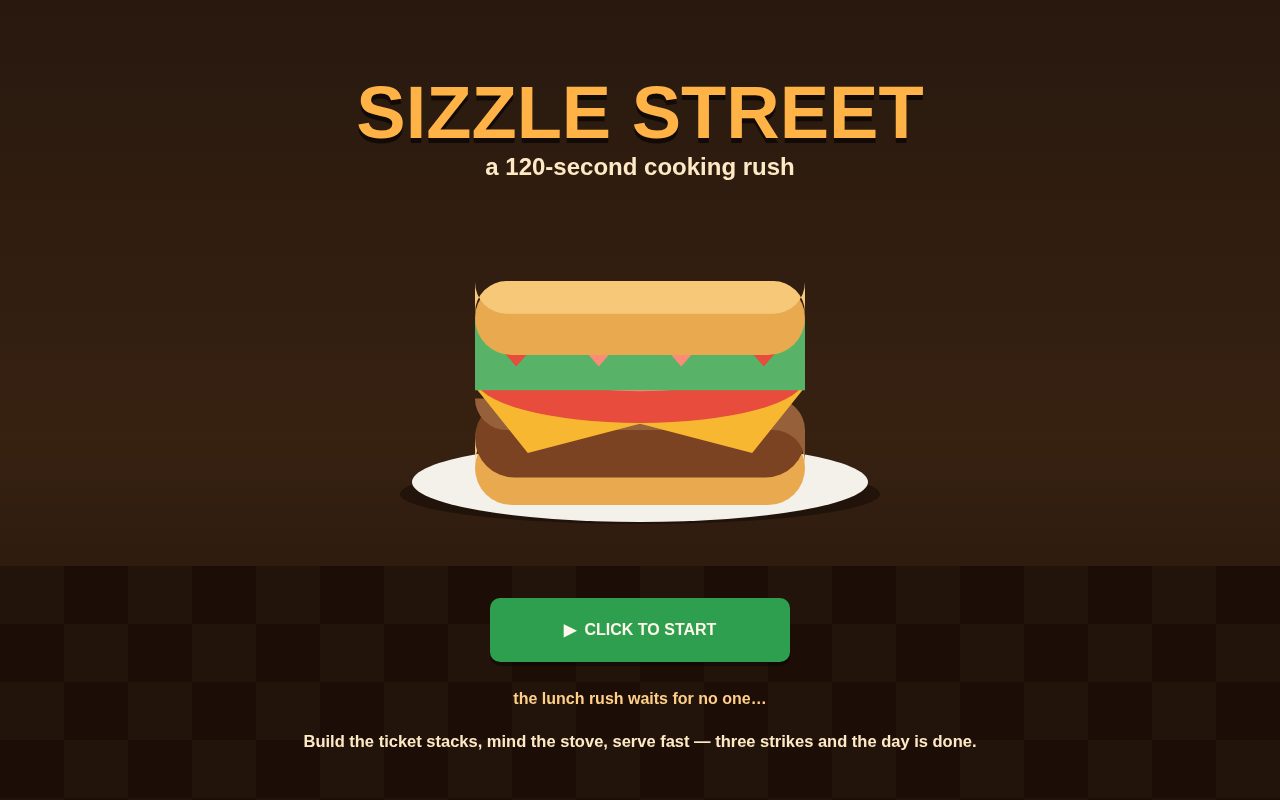 SIZZLE STREET
a 120-second cooking rush
▶ CLICK TO START
the lunch rush waits for no one…
Build the ticket stacks, mind the stove, serve fast — three strikes and the day is done.